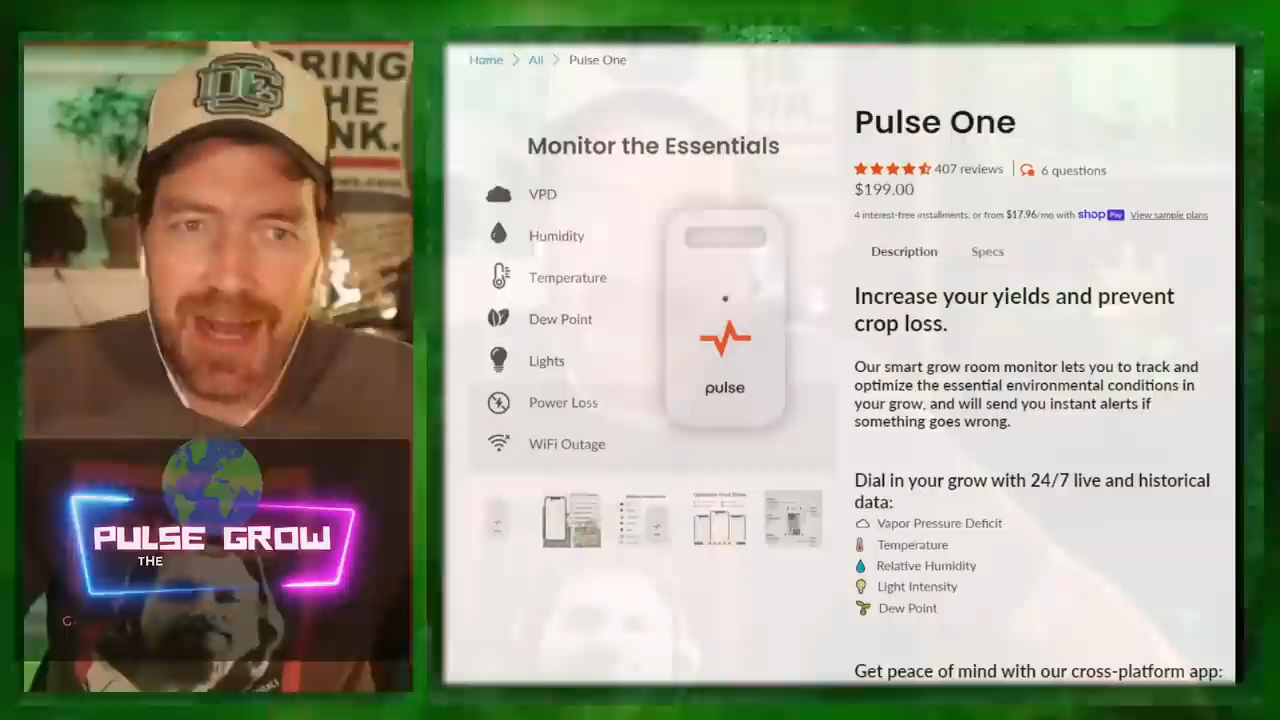 RING
HE
NK.
PULSE GROW
THE
Home > All > Pulse One
Monitor the Essentials
VPD
Humidity
Temperature
Dew Point
Lights
Power Loss
WiFi Outage
pulse
Pulse One
407 reviews
6 questions
$199.00
4 interest-free installments, or from $17.96/mo with shop Pay View sample plans
Description
Specs
Increase your yields and prevent
crop loss.
Our smart grow room monitor lets you to track and
optimize the essential environmental conditions in
your grow, and will send you instant alerts if
something goes wrong.
Dial in your grow with 24/7 live and historical
data:
Vapor Pressure Deficit
Temperature
Relative Humidity
Light Intensity
Dew Point
Get peace of mind with our cross-platform app: